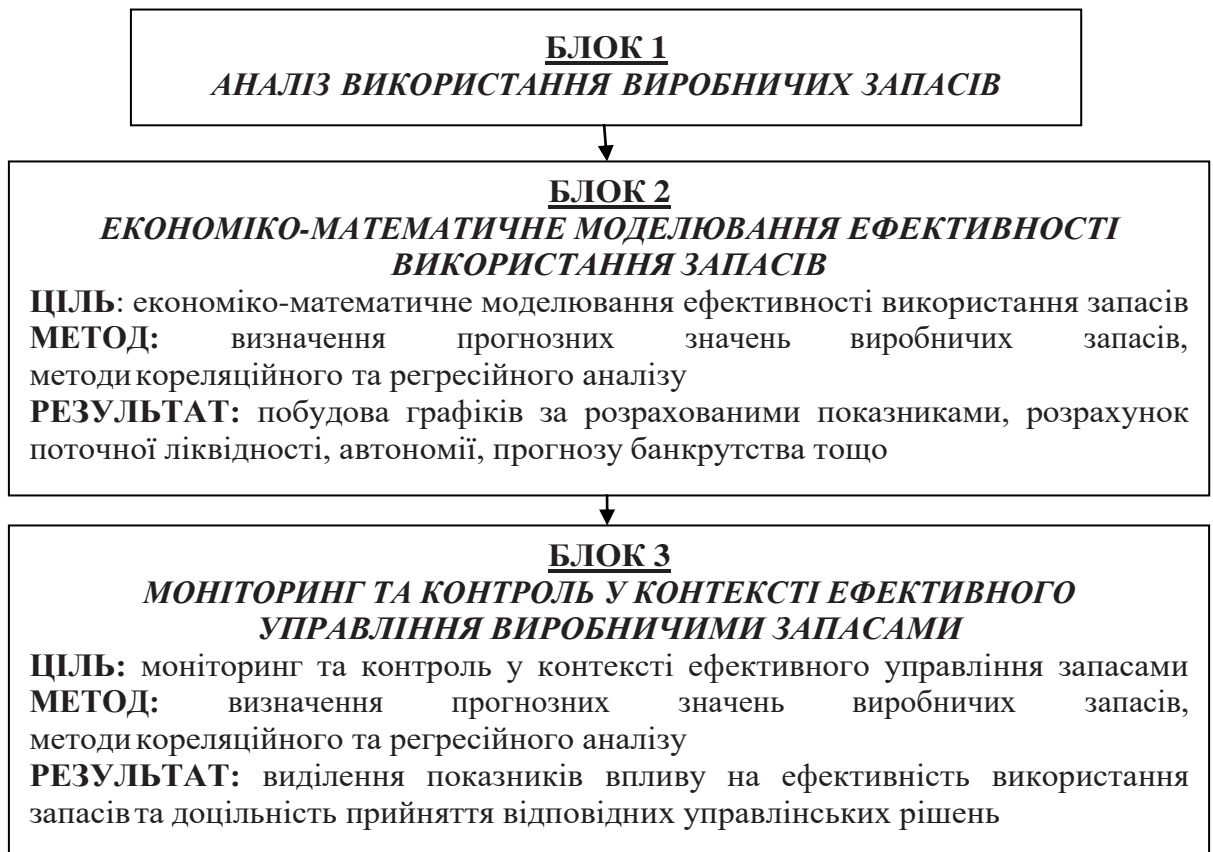 БЛОК 1
АНАЛІЗ ВИКОРИСТАННЯ ВИРОБНИЧИХ ЗАПАСІВ
БЛОК 2
ЕКОНОМІКО-МАТЕМАТИЧНЕ МОДЕЛЮВАННЯ ЕФЕКТИВНОСТІ
ВИКОРИСТАННЯ ЗАПАСІВ
ЦІЛЬ: економіко-математичне моделювання ефективності використання запасів
МЕТОД: визначення прогнозних значень виробничих запасів,
методи кореляційного та регресійного аналізу
РЕЗУЛЬТАТ: побудова графіків за розрахованими показниками, розрахунок
поточної ліквідності, автономії, прогнозу банкрутства тощо
БЛОК 3
МОНІТОРИНГ ТА КОНТРОЛЬ У КОНТЕКСТІ ЕФЕКТИВНОГО
УПРАВЛІННЯ ВИРОБНИЧИМИ ЗАПАСАМИ
ЦІЛЬ: моніторинг та контроль у контексті ефективного управління запасами
МЕТОД: визначення прогнозних значень виробничих запасів,
методи кореляційного та регресійного аналізу
РЕЗУЛЬТАТ: виділення показників впливу на ефективність використання
запасів та доцільність прийняття відповідних управлінських рішень